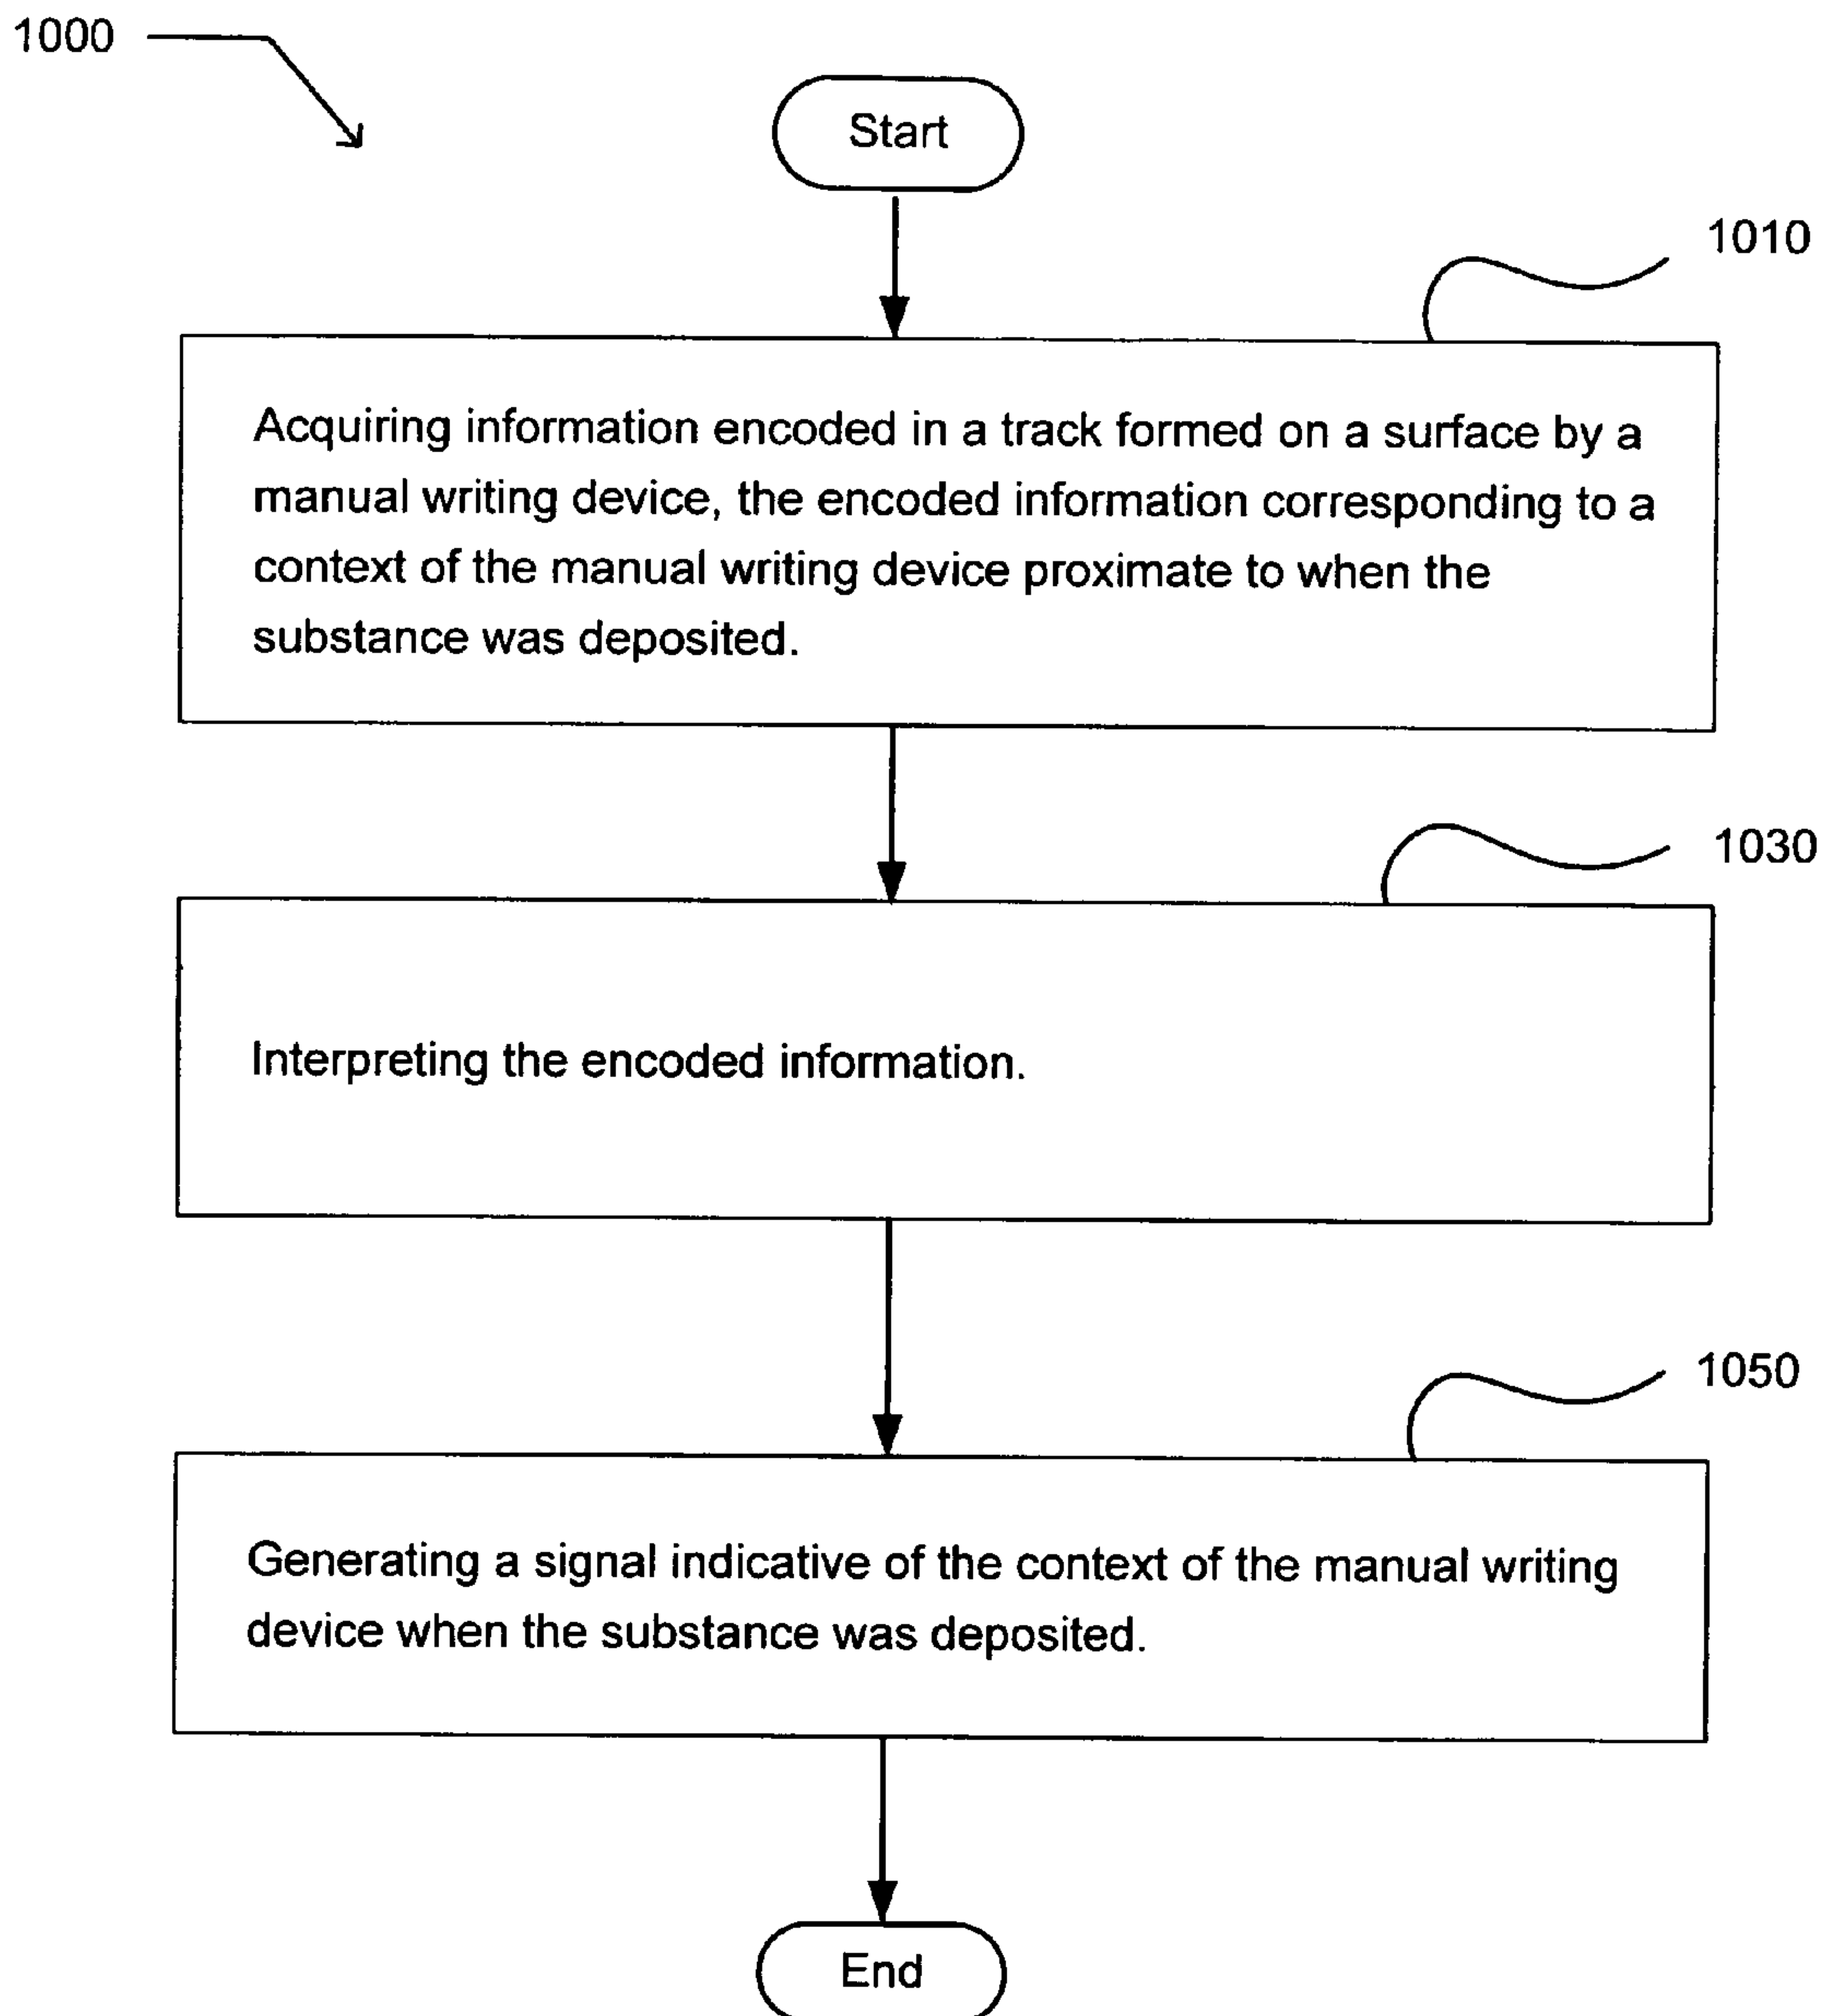 1000
Start
1010
Acquiring information encoded in a track formed on a surface by a
manual writing device, the encoded information corresponding to a
context of the manual writing device proximate to when the
substance was deposited.
1030
Interpreting the encoded information.
1050
Generating a signal indicative of the context of the manual writing
device when the substance was deposited.
End